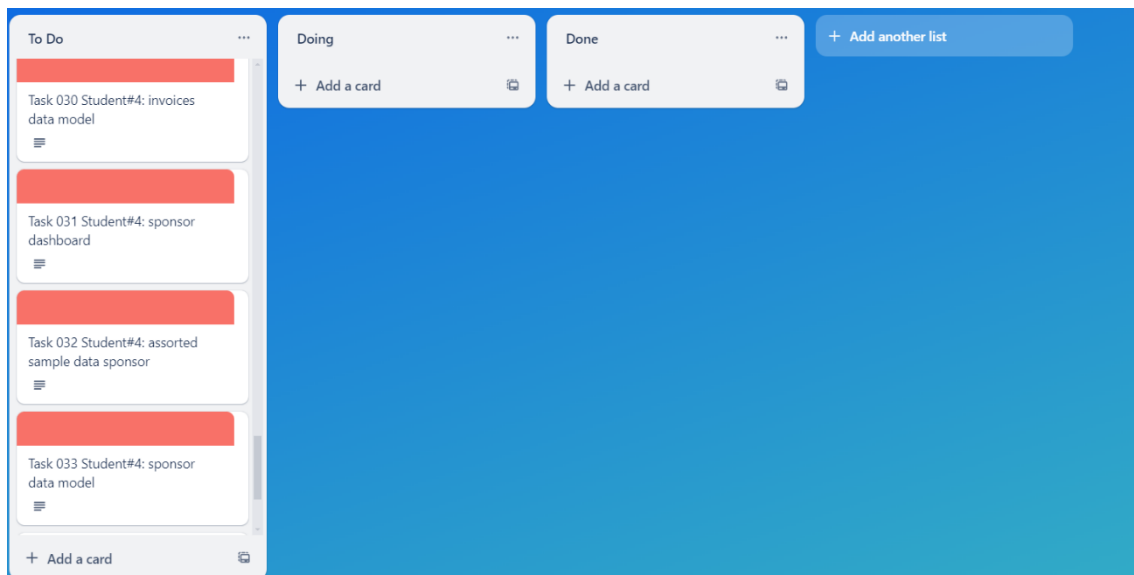 To Do
Task 030 Student#4: invoices
data model
Task 031 Student#4: sponsor
dashboard
Task 032 Student#4: assorted
sample data sponsor
Task 033 Student#4: sponsor
data model
+ Add a card
Doing
+ Add a card
Done
+ Add a card
+ Add another list